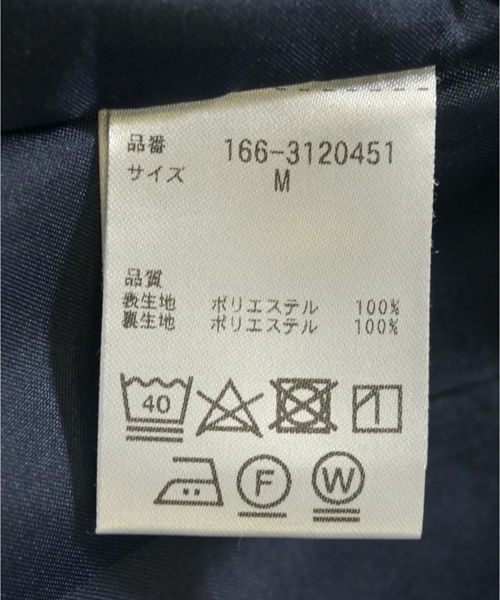 品番 166-3120451
サイズ M
品質
表生地 ポリエステル 100%
裏生地 ポリエステル 100%
40
F W